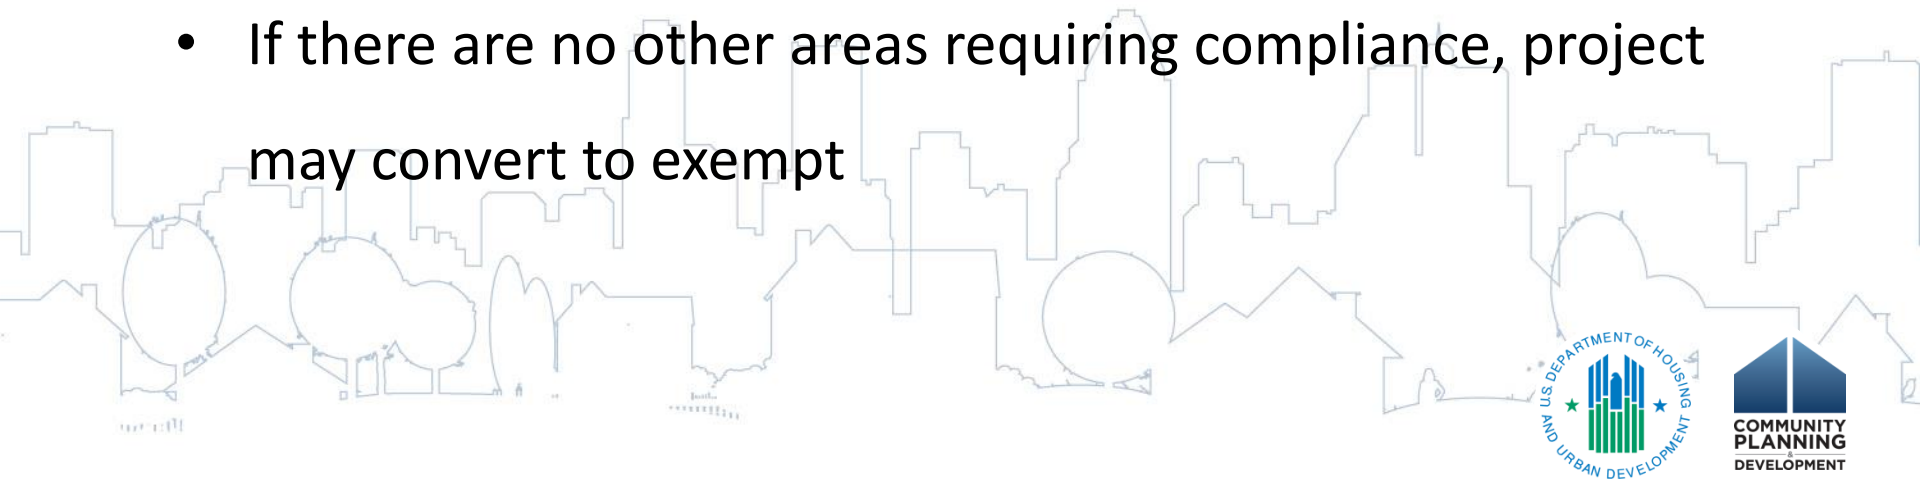 • If there are no other areas requiring compliance, project
may convert to exempt
U.S. DEPARTMENT OF HOUSING
AND URBAN DEVELOPMENT
COMMUNITY
PLANNING
&
DEVELOPMENT